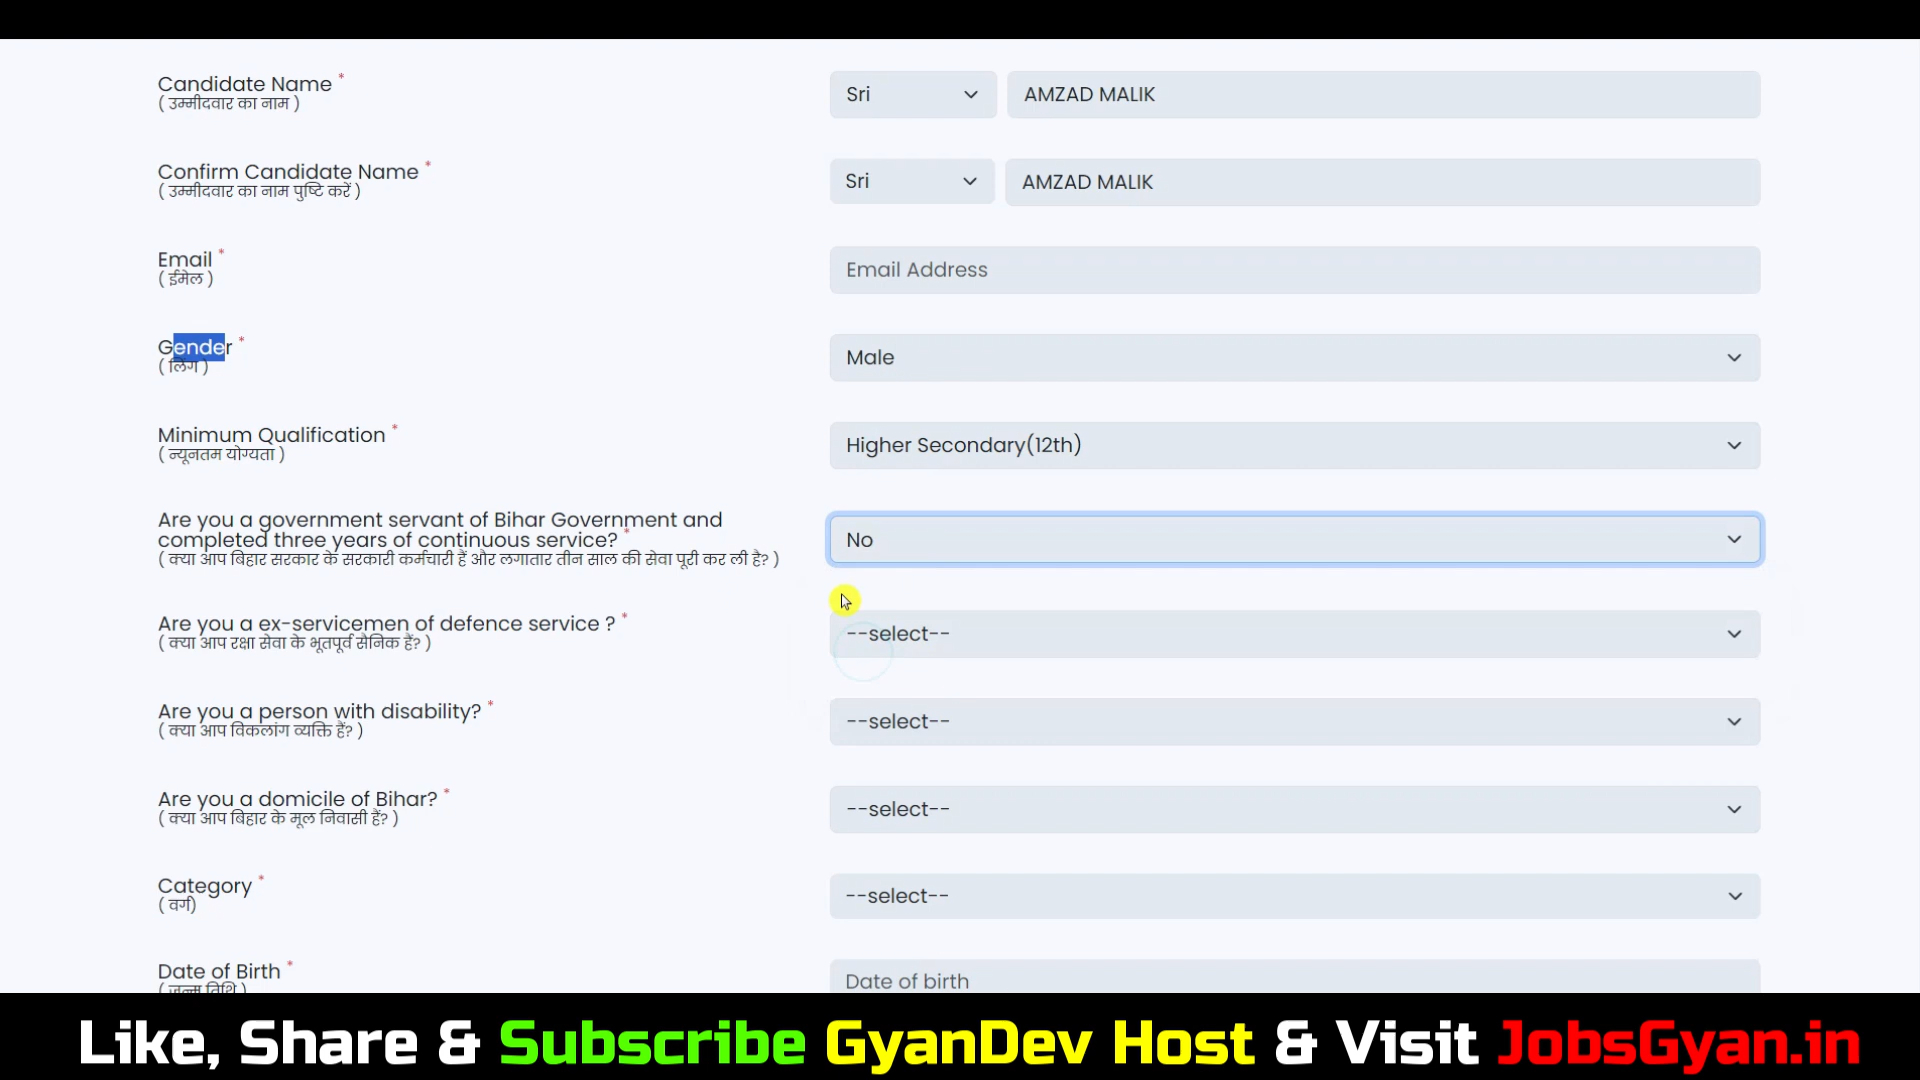 Candidate Name *
( उम्मीदवार का नाम )
Sri
AMZAD MALIK
Confirm Candidate Name *
( उम्मीदवार का नाम पुष्टि करें )
Sri
AMZAD MALIK
Email *
( ईमेल )
Email Address
Gender *
( लिंग )
Male
Minimum Qualification *
( न्यूनतम योग्यता )
Higher Secondary(12th)
Are you a government servant of Bihar Government and
completed three years of continuous service? *
( क्या आप बिहार सरकार के सरकारी कर्मचारी हैं और लगातार तीन साल की सेवा पूरी कर ली है? )
No
Are you a ex-servicemen of defence service ? *
( क्या आप रक्षा सेवा के भूतपूर्व सैनिक हैं? )
--select--
Are you a person with disability? *
( क्या आप विकलांग व्यक्ति हैं? )
--select--
Are you a domicile of Bihar? *
( क्या आप बिहार के मूल निवासी हैं? )
--select--
Category *
( वर्ग)
--select--
Date of Birth *
( जन्म तिथि )
Date of birth
Like, Share & Subscribe GyanDev Host & Visit JobsGyan.in